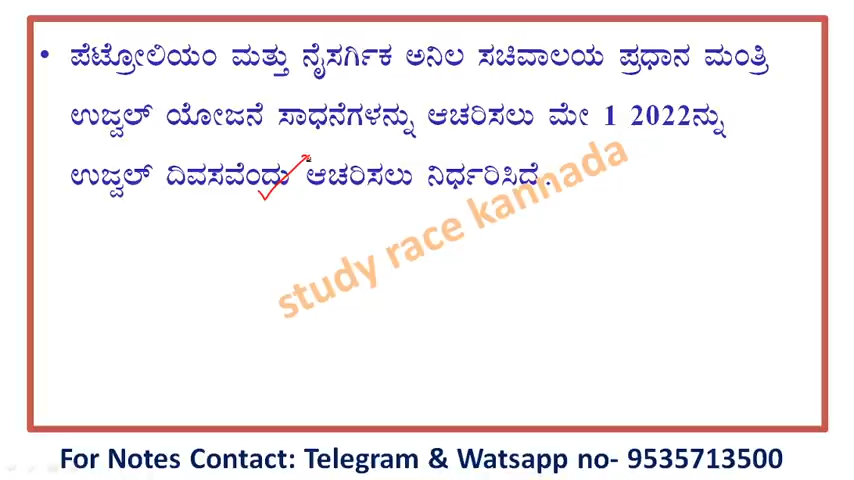 • ಪೆಟ್ರೋಲಿಯಂ ಮತ್ತು ನೈಸರ್ಗಿಕ ಅನಿಲ ಸಚಿವಾಲಯ ಪ್ರಧಾನ ಮಂತ್ರಿ
ಉಜ್ವಲ್ ಯೋಜನೆ ಸಾಧನೆಗಳನ್ನು ಆಚರಿಸಲು ಮೇ 1 2022ನ್ನು
ಉಜ್ವಲ್ ದಿವಸವೆಂದು ಆಚರಿಸಲು ನಿರ್ಧರಿಸಿದೆ.
study race kannada
For Notes Contact: Telegram & Watsapp no- 9535713500